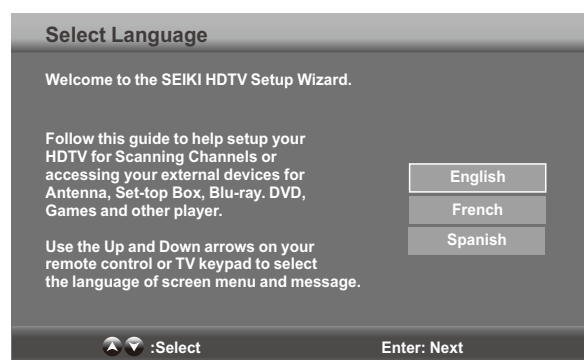 Select Language
Welcome to the SEIKI HDTV Setup Wizard.
Follow this guide to help setup your
HDTV for Scanning Channels or
accessing your external devices for
Antenna, Set-top Box, Blu-ray. DVD,
Games and other player.
Use the Up and Down arrows on your
remote control or TV keypad to select
the language of screen menu and message.
English
French
Spanish
:Select
Enter: Next